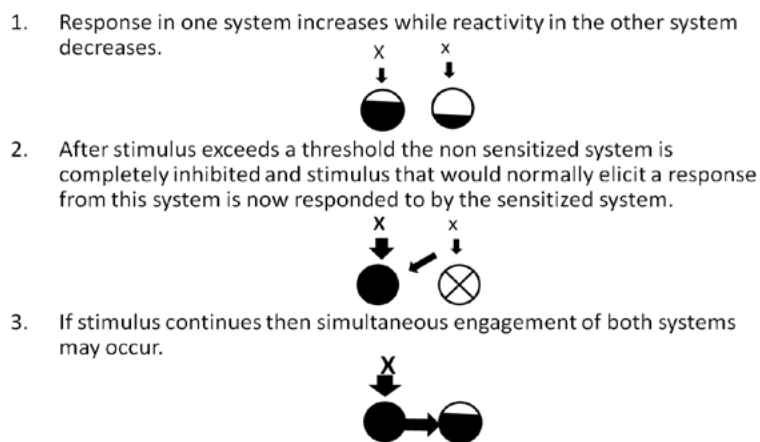 1. Response in one system increases while reactivity in the other system
decreases.
X x
2. After stimulus exceeds a threshold the non sensitized system is
completely inhibited and stimulus that would normally elicit a response
from this system is now responded to by the sensitized system.
X x
3. If stimulus continues then simultaneous engagement of both systems
may occur.
X